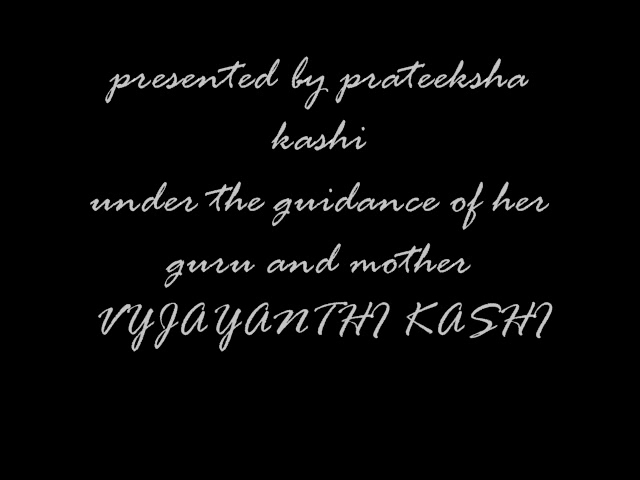 presented by prateeksha
kashi
under the guidance of her
guru and mother
VYJAYANTHI KASHI